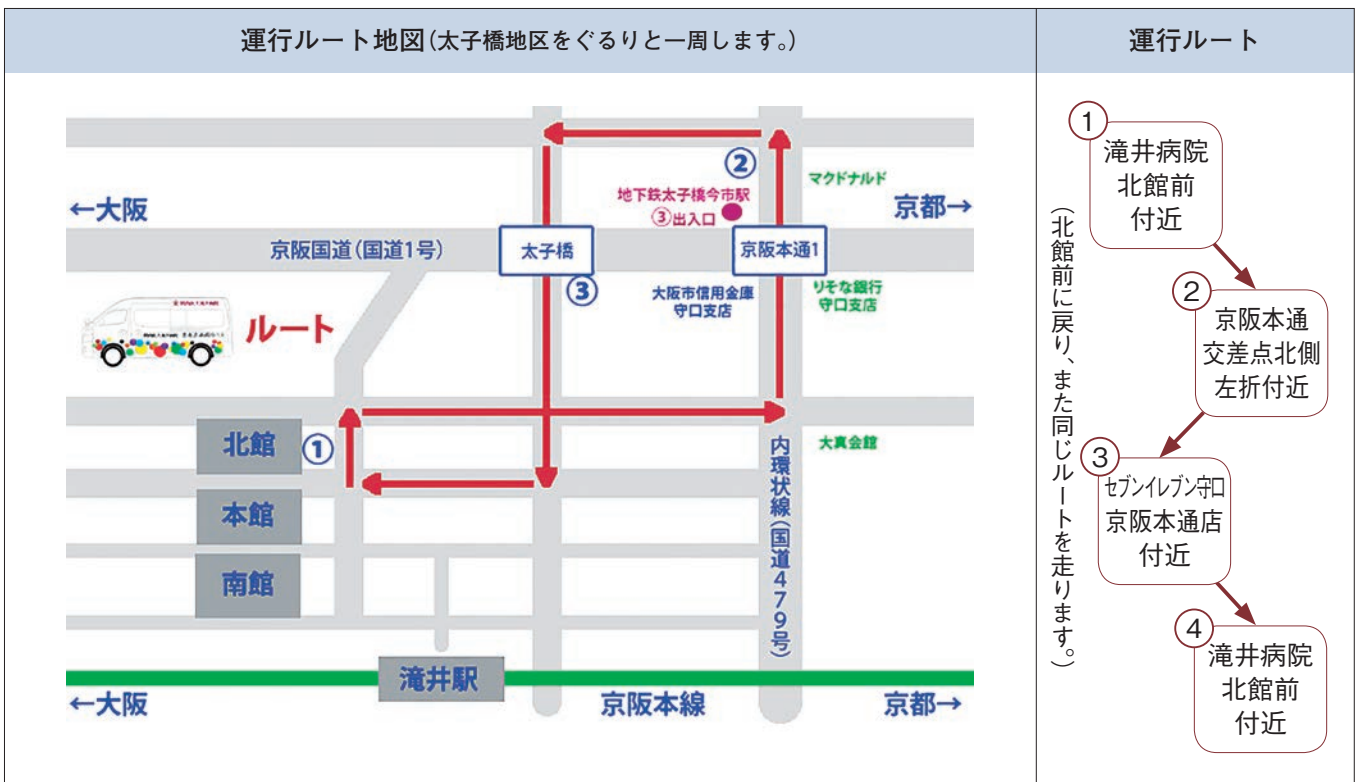 運行ルート地図(太子橋地区をぐるりと一周します。)
←大阪
京都→
②
マクドナルド
地下鉄太子橋今市駅
③出入口
京阪国道(国道1号)
太子橋
京阪本通1
③
大阪市信用金庫
守口支店
りそな銀行
守口支店
ルート
北館
①
大真会館
本館
南館
内環状線(国道479号)
滝井駅
←大阪
京阪本線
京都→
運行ルート
1
滝井病院
北館前
付近
2
京阪本通
交差点北側
左折付近
3
セブンイレブン守口
京阪本通店
付近
4
滝井病院
北館前
付近
(北館前に戻り、また同じルートを走ります。)